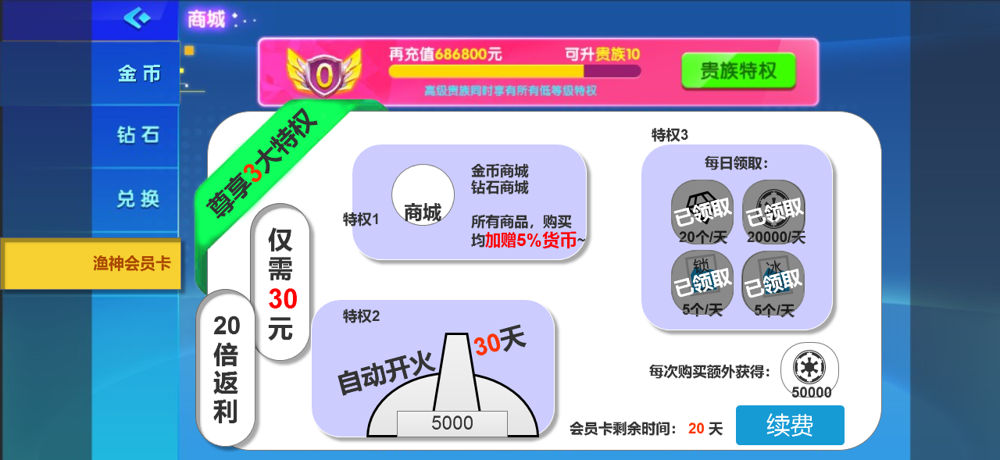 商城：
金币
钻石
兑换
渔神会员卡
0
再充值686800元
可升贵族10
高级贵族同时享有所有低等级特权
贵族特权
尊享3大特权
仅需30元
20倍返利
特权1
商城
金币商城
钻石商城
所有商品，购买
均加赠5%货币~
特权2
自动开火
30天
5000
特权3
每日领取：
已领取
20个/天
已领取
20000/天
锁
已领取
5个/天
冰
已领取
5个/天
每次购买额外获得：
50000
会员卡剩余时间： 20 天
续费